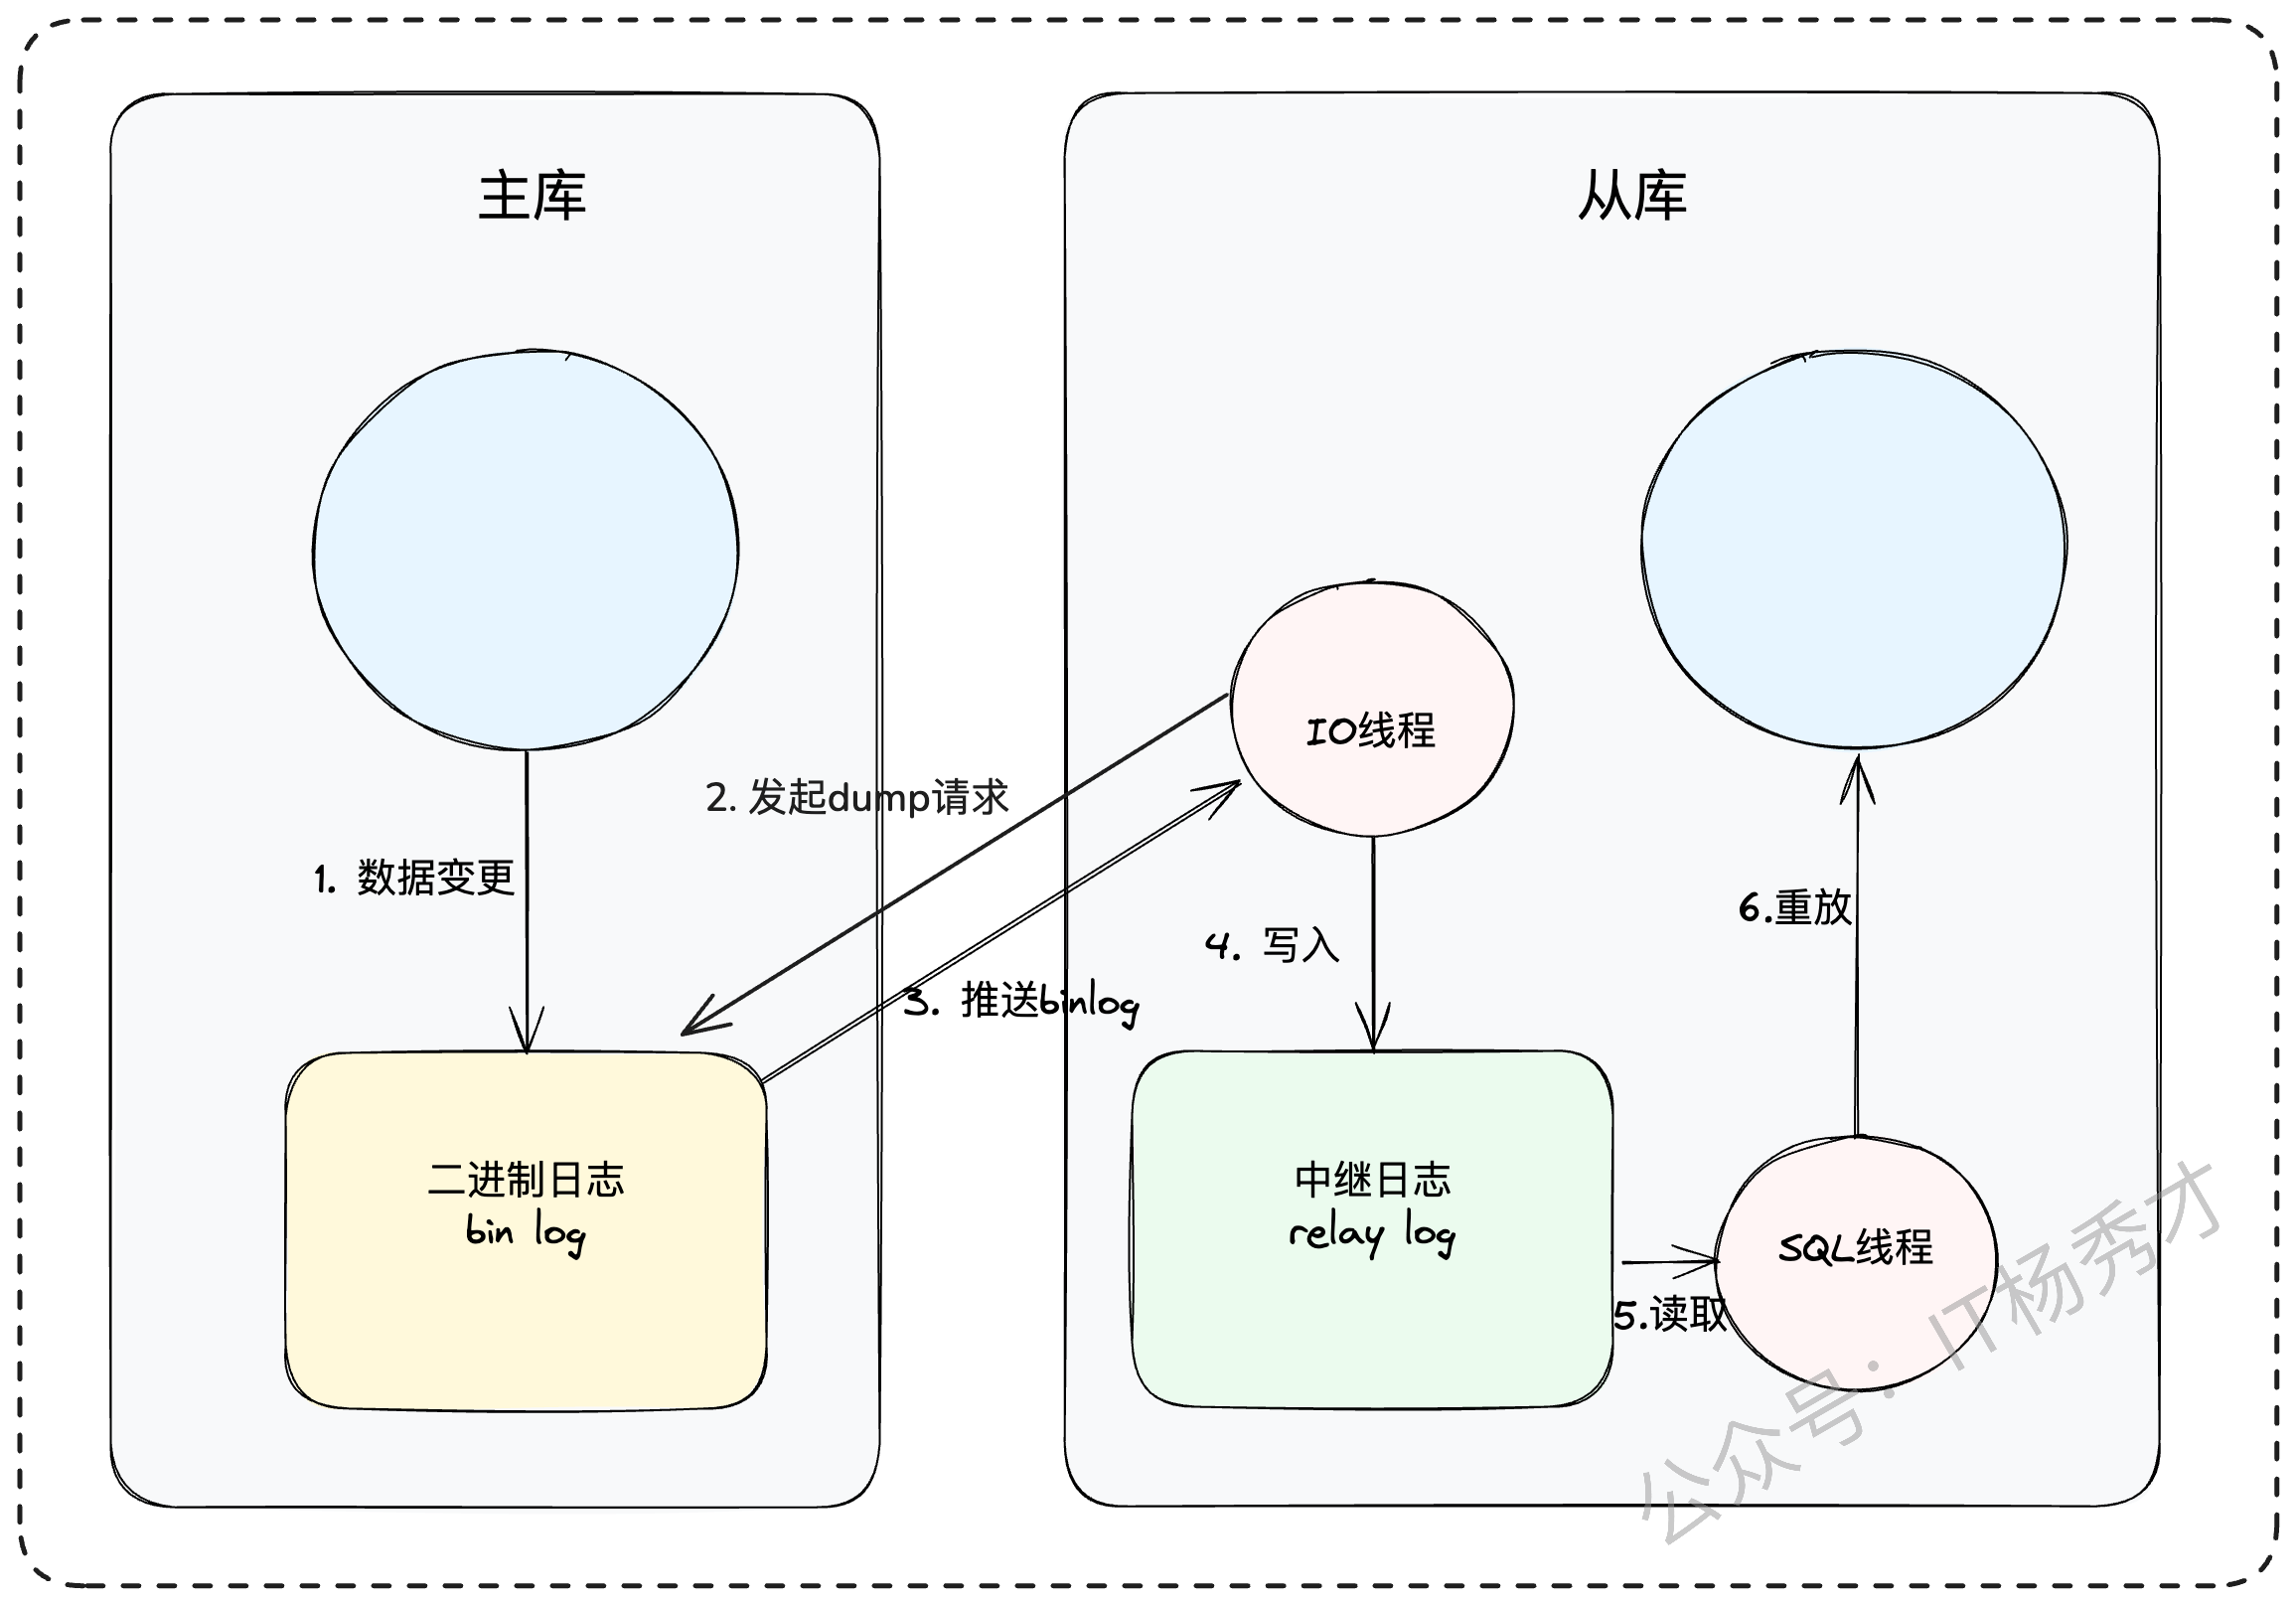 主库
从库
IO线程
2. 发起dump请求
1. 数据变更
6.重放
4. 写入
3. 推送binlog
二进制日志
bin log
中继日志
relay log
SQL线程
5.读取
公众号：IT杨秀才